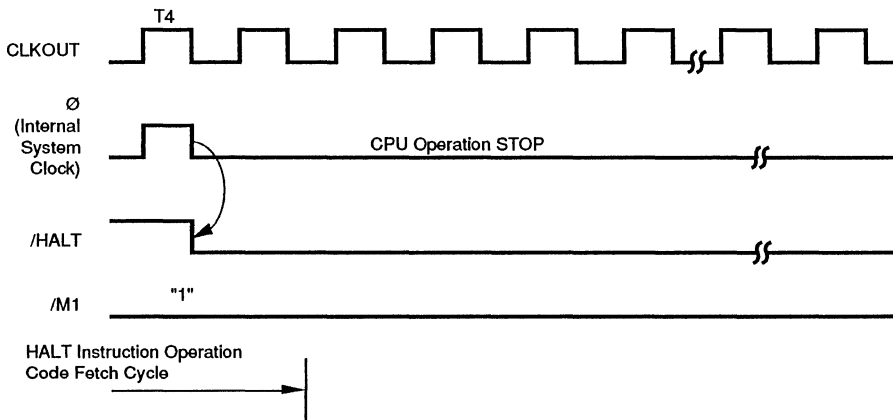 T4
CLKOUT
Ø
(Internal
System
Clock)
CPU Operation STOP
/HALT
/M1
"1"
HALT Instruction Operation
Code Fetch Cycle